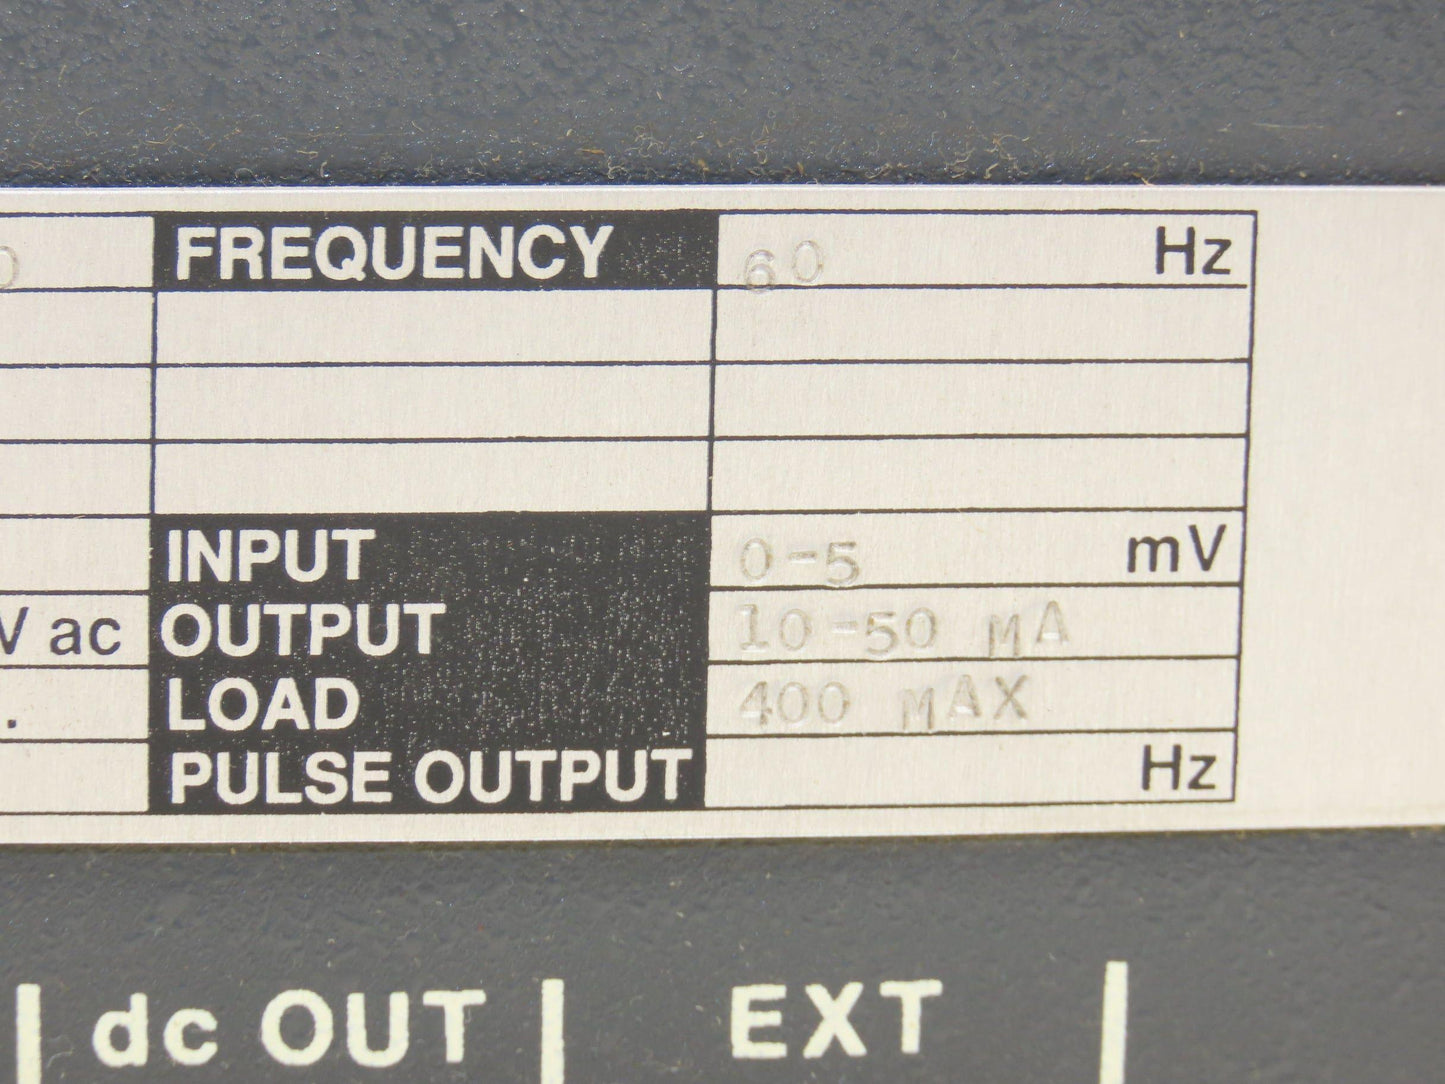 0 FREQUENCY 60 Hz
INPUT 0-5 mV
V ac OUTPUT 10-50 MA
. LOAD 400 MAX
PULSE OUTPUT Hz
| dc OUT | EXT |